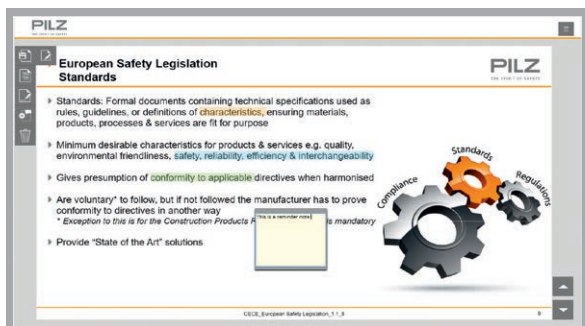 PILZ
THE SPIRIT OF SAFETY
European Safety Legislation
Standards
PILZ
THE SPIRIT OF SAFETY
Standards: Formal documents containing technical specifications used as
rules, guidelines, or definitions of characteristics, ensuring materials,
products, processes & services are fit for purpose
Minimum desirable characteristics for products & services e.g. quality,
environmental friendliness, safety, reliability, efficiency & interchangeability
Gives presumption of conformity to applicable directives when harmonised
Are voluntary* to follow, but if not followed the manufacturer has to prove
conformity to directives in another way
* Exception to this is for the Construction Products is mandatory
This is a reminder note
Provide "State of the Art" solutions
Compliance
Standards
Regulations
CECE_European Safety Legislation_1.1_8